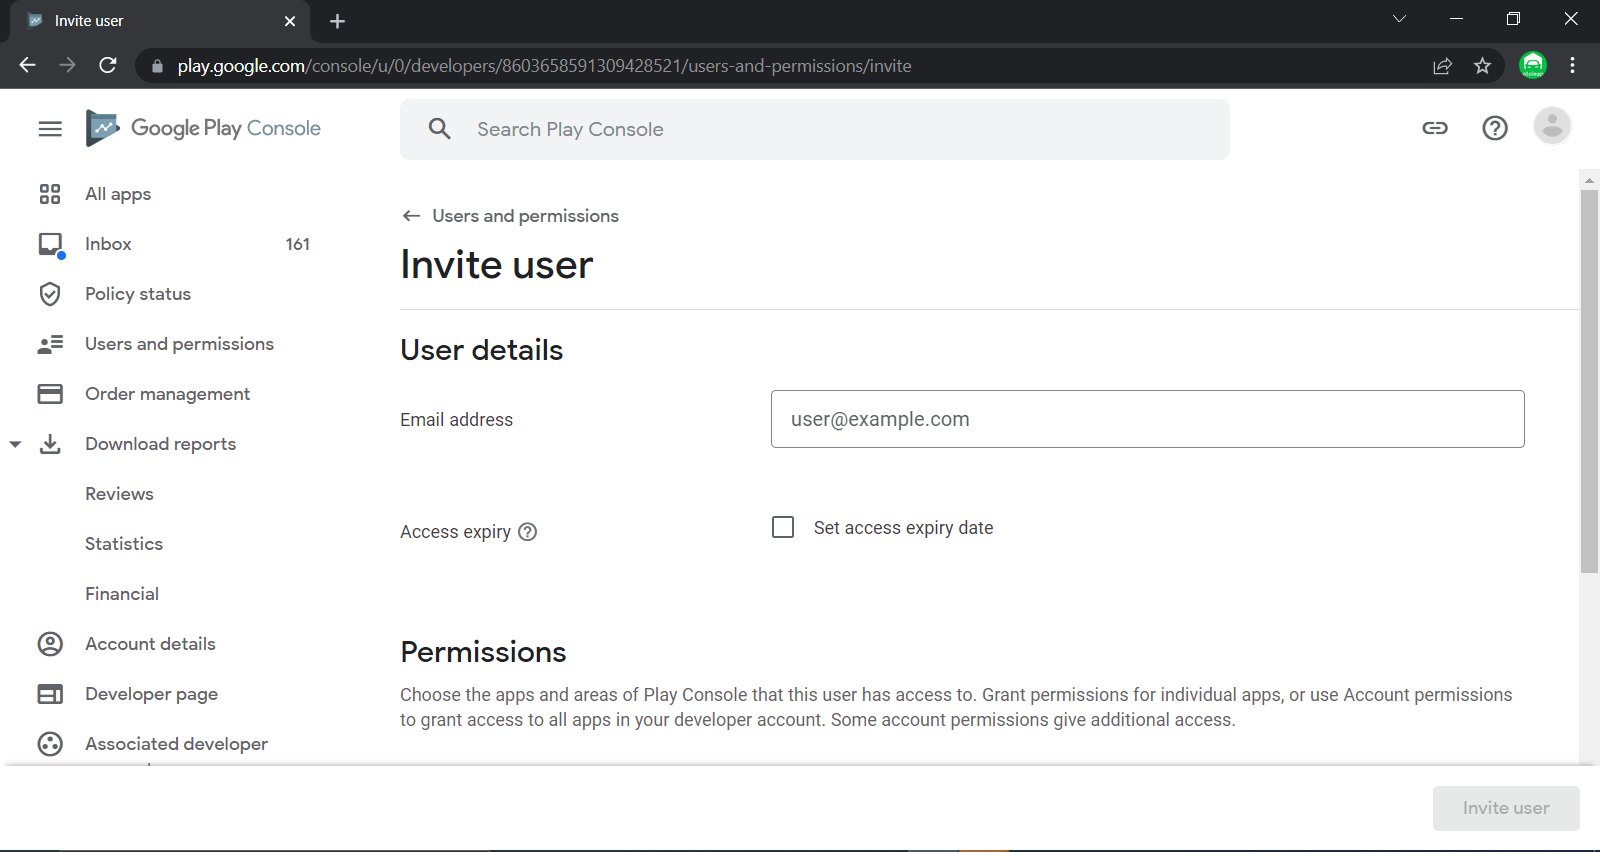 Invite user
play.google.com/console/u/0/developers/8603658591309428521/users-and-permissions/invite
Google Play Console
Search Play Console
All apps
Inbox 161
Policy status
Users and permissions
Order management
Download reports
Reviews
Statistics
Financial
Account details
Developer page
Associated developer
Users and permissions
Invite user
User details
Email address
user@example.com
Access expiry
Set access expiry date
Permissions
Choose the apps and areas of Play Console that this user has access to. Grant permissions for individual apps, or use Account permissions
to grant access to all apps in your developer account. Some account permissions give additional access.
Invite user